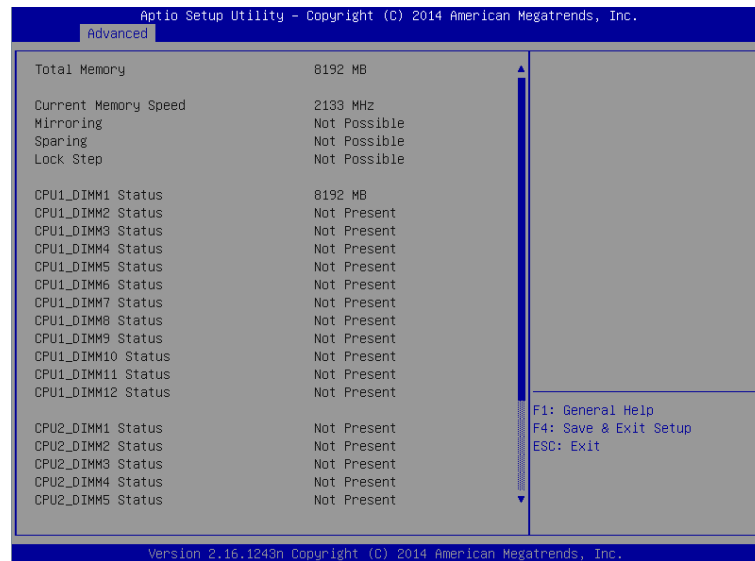 Aptio Setup Utility – Copyright (C) 2014 American Megatrends, Inc.
Advanced
Total Memory 8192 MB
Current Memory Speed 2133 MHz
Mirroring Not Possible
Sparing Not Possible
Lock Step Not Possible
CPU1_DIMM1 Status 8192 MB
CPU1_DIMM2 Status Not Present
CPU1_DIMM3 Status Not Present
CPU1_DIMM4 Status Not Present
CPU1_DIMM5 Status Not Present
CPU1_DIMM6 Status Not Present
CPU1_DIMM7 Status Not Present
CPU1_DIMM8 Status Not Present
CPU1_DIMM9 Status Not Present
CPU1_DIMM10 Status Not Present
CPU1_DIMM11 Status Not Present
CPU1_DIMM12 Status Not Present
CPU2_DIMM1 Status Not Present
CPU2_DIMM2 Status Not Present
CPU2_DIMM3 Status Not Present
CPU2_DIMM4 Status Not Present
CPU2_DIMM5 Status Not Present
F1: General Help
F4: Save & Exit Setup
ESC: Exit
Version 2.16.1243n Copyright (C) 2014 American Megatrends, Inc.